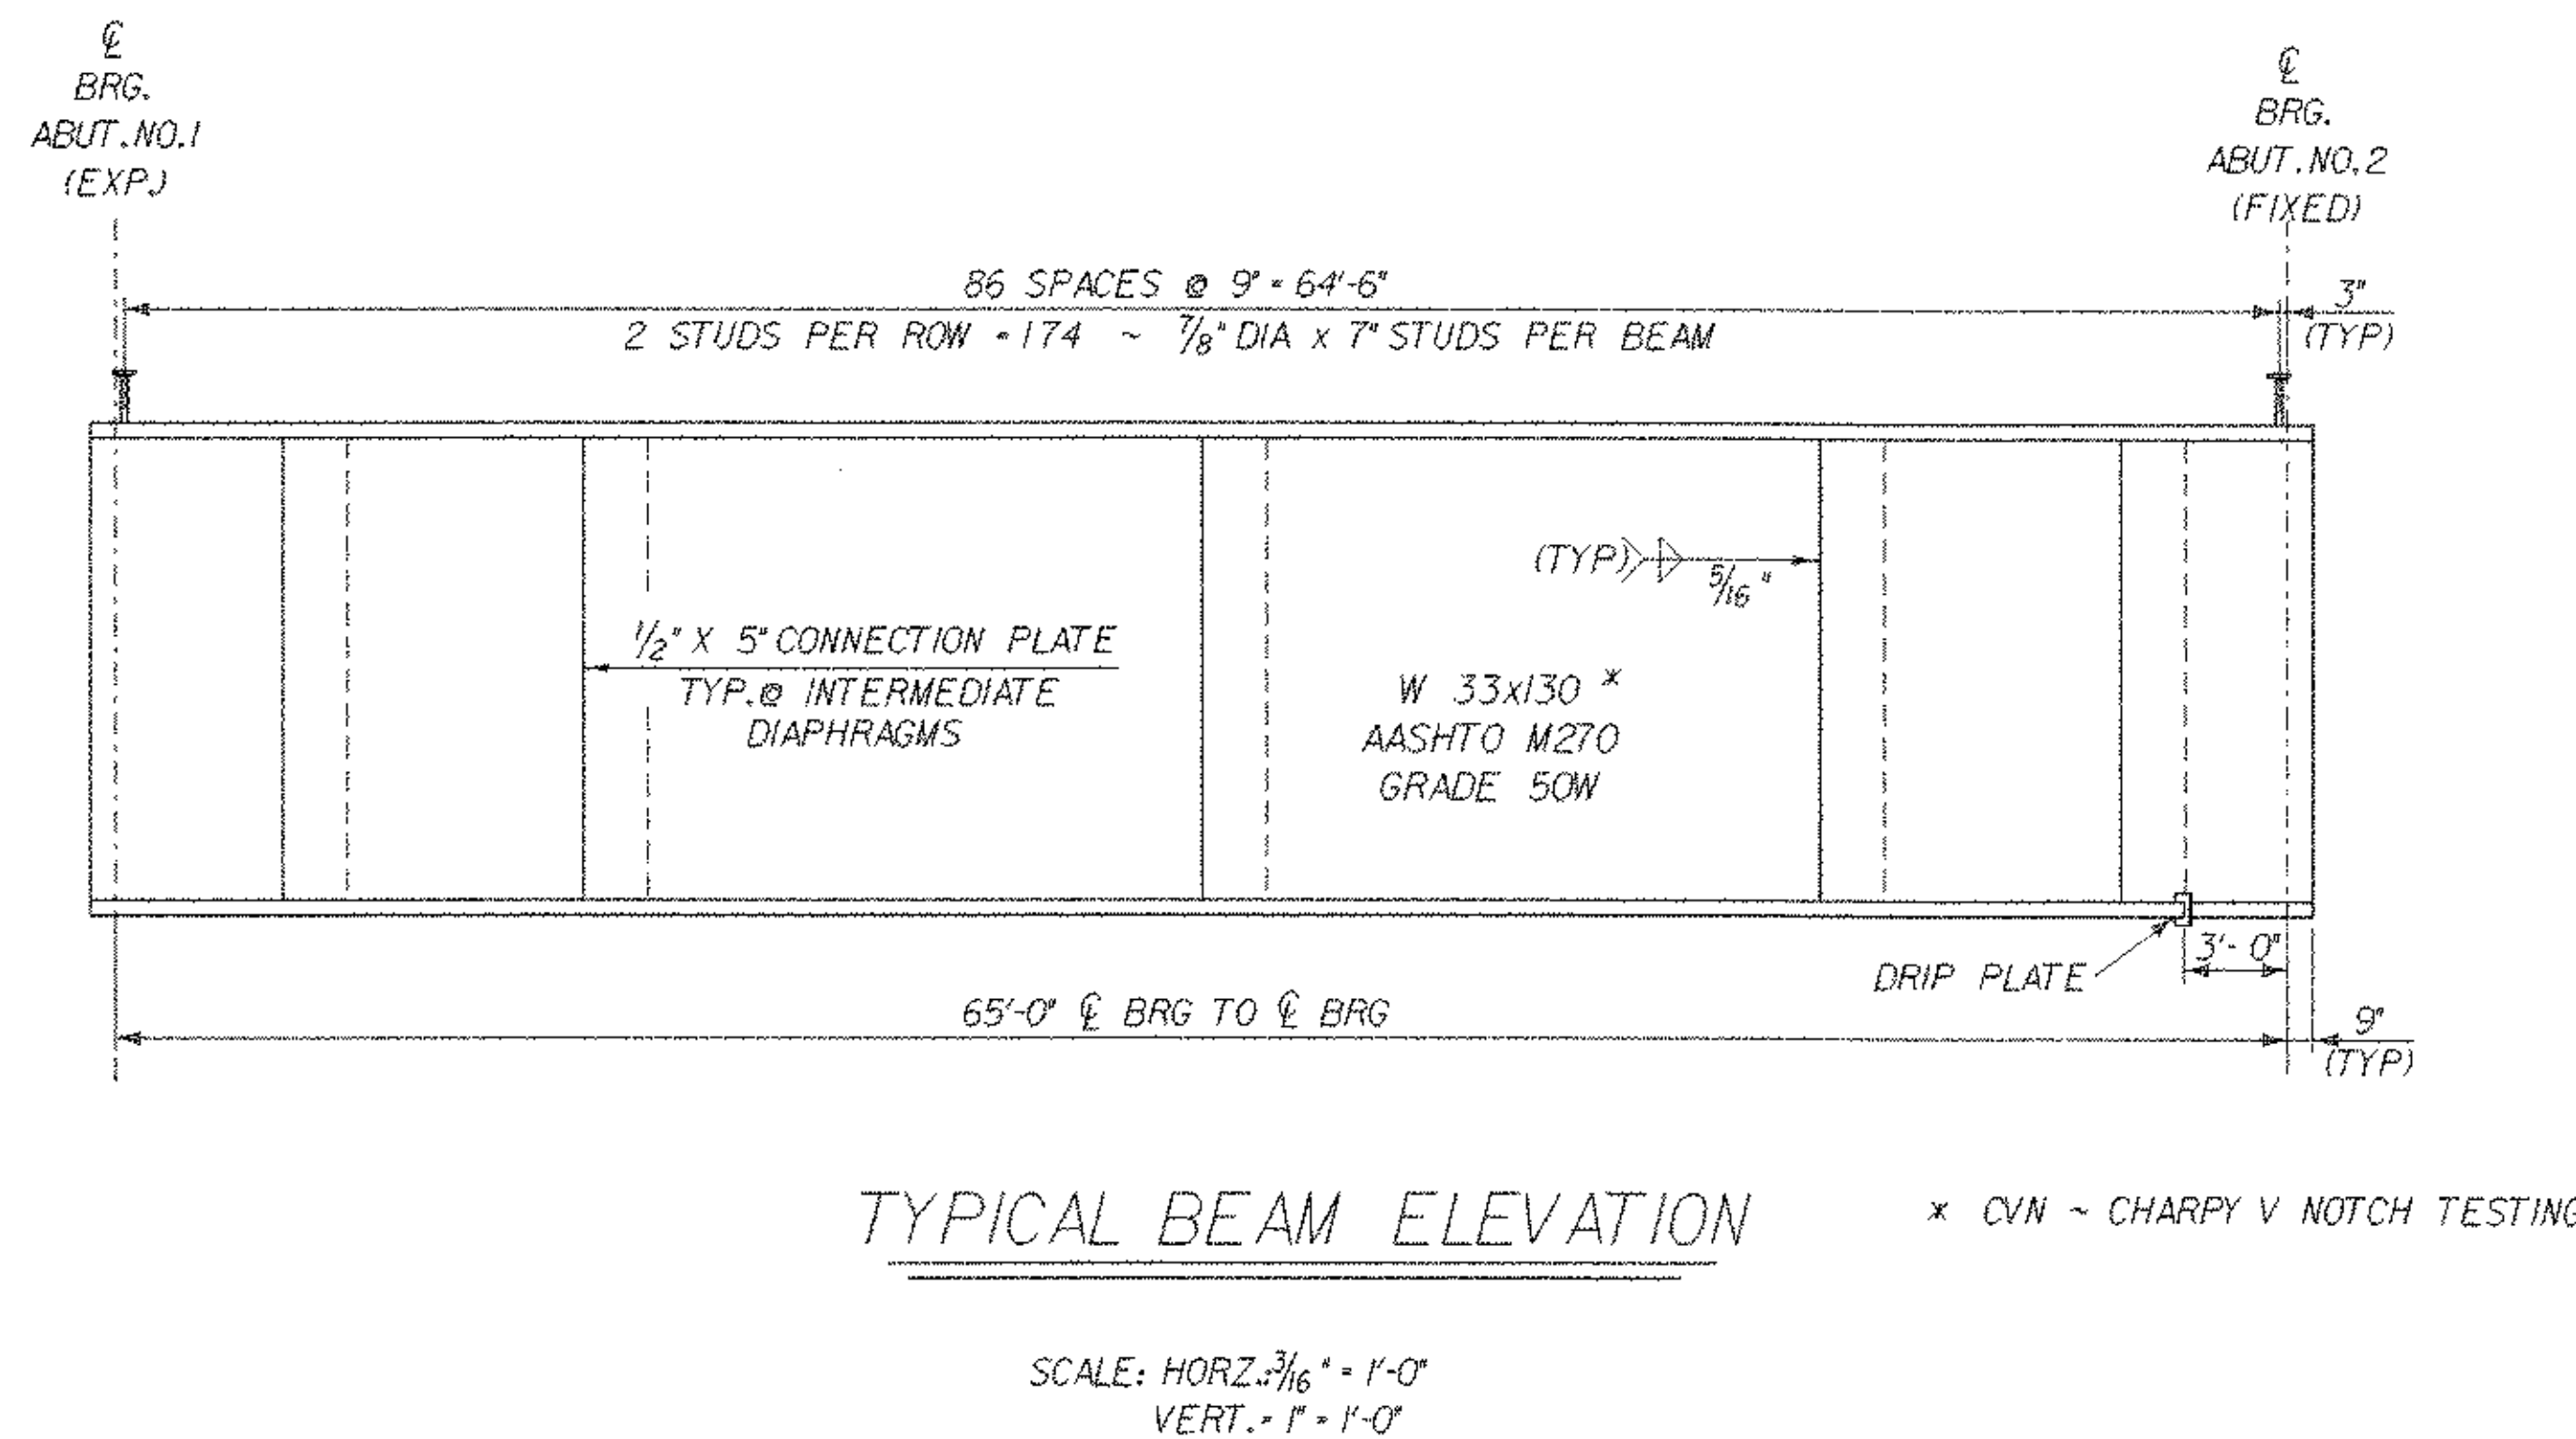 ℄
BRG.
ABUT. NO. 1
(EXP.)
℄
BRG.
ABUT. NO. 2
(FIXED)
86 SPACES @ 9" = 64'-6"
2 STUDS PER ROW = 174 ~ 7/8" DIA x 7" STUDS PER BEAM
3"
(TYP)
(TYP)
5/16"
1/2" X 5" CONNECTION PLATE
TYP. @ INTERMEDIATE
DIAPHRAGMS
W 33x130 *
AASHTO M270
GRADE 50W
DRIP PLATE
3'-0"
65'-0" ℄ BRG TO ℄ BRG
9"
(TYP)
TYPICAL BEAM ELEVATION
* CVN ~ CHARPY V NOTCH TESTING
SCALE: HORZ.: 3/16" = 1'-0"
VERT. = 1" = 1'-0"